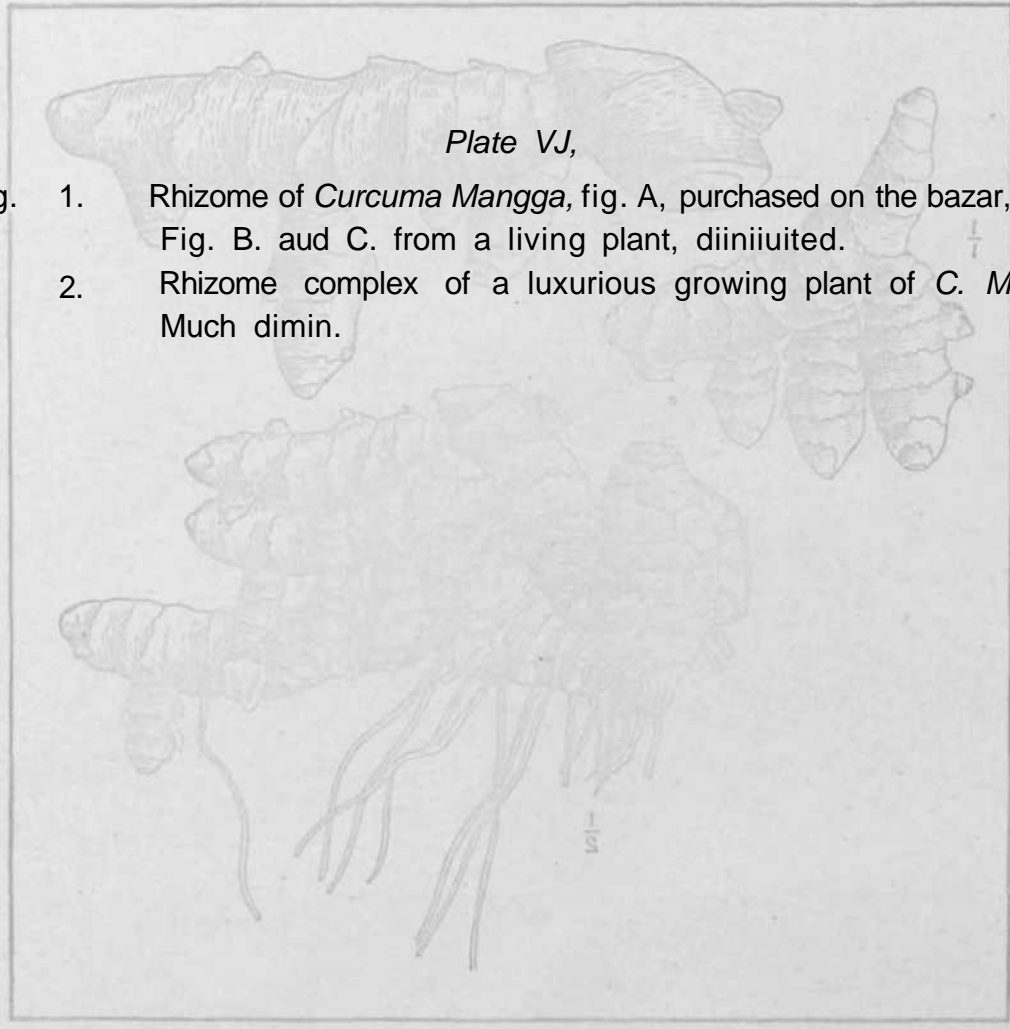 Plate VJ,
g. 1. Rhizome of Curcuma Mangga, fig. A, purchased on the bazar,
Fig. B. aud C. from a living plant, diiniiuited.
2. Rhizome complex of a luxurious growing plant of C. M
Much dimin.